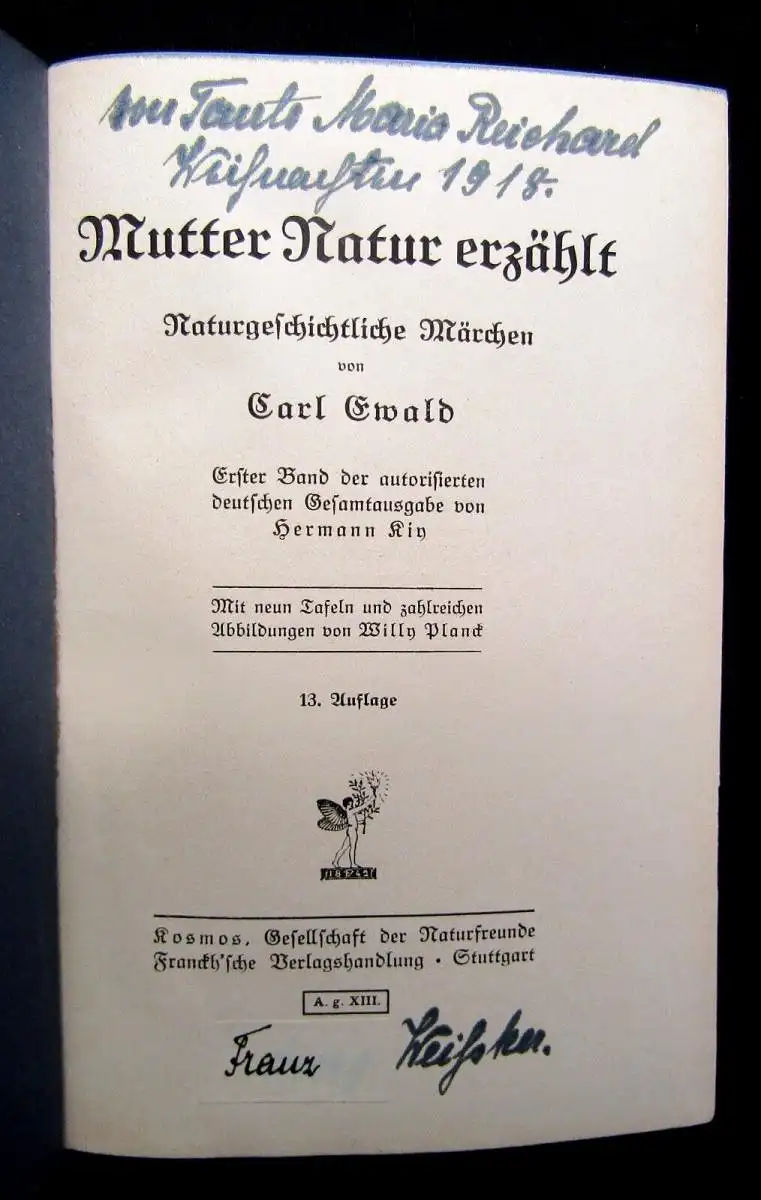 von Tante Maria Reichard
Weihnachten 1918.
Mutter Natur erzählt
Naturgeschichtliche Märchen
von
Carl Ewald
Erster Band der autorisierten
deutschen Gesamtausgabe von
Hermann Kiy
Mit neun Tafeln und zahlreichen
Abbildungen von Willy Planck
13. Auflage
Kosmos, Gesellschaft der Naturfreunde
Franckh'sche Verlagshandlung · Stuttgart
A. g. XIII.
Franz Weißker.